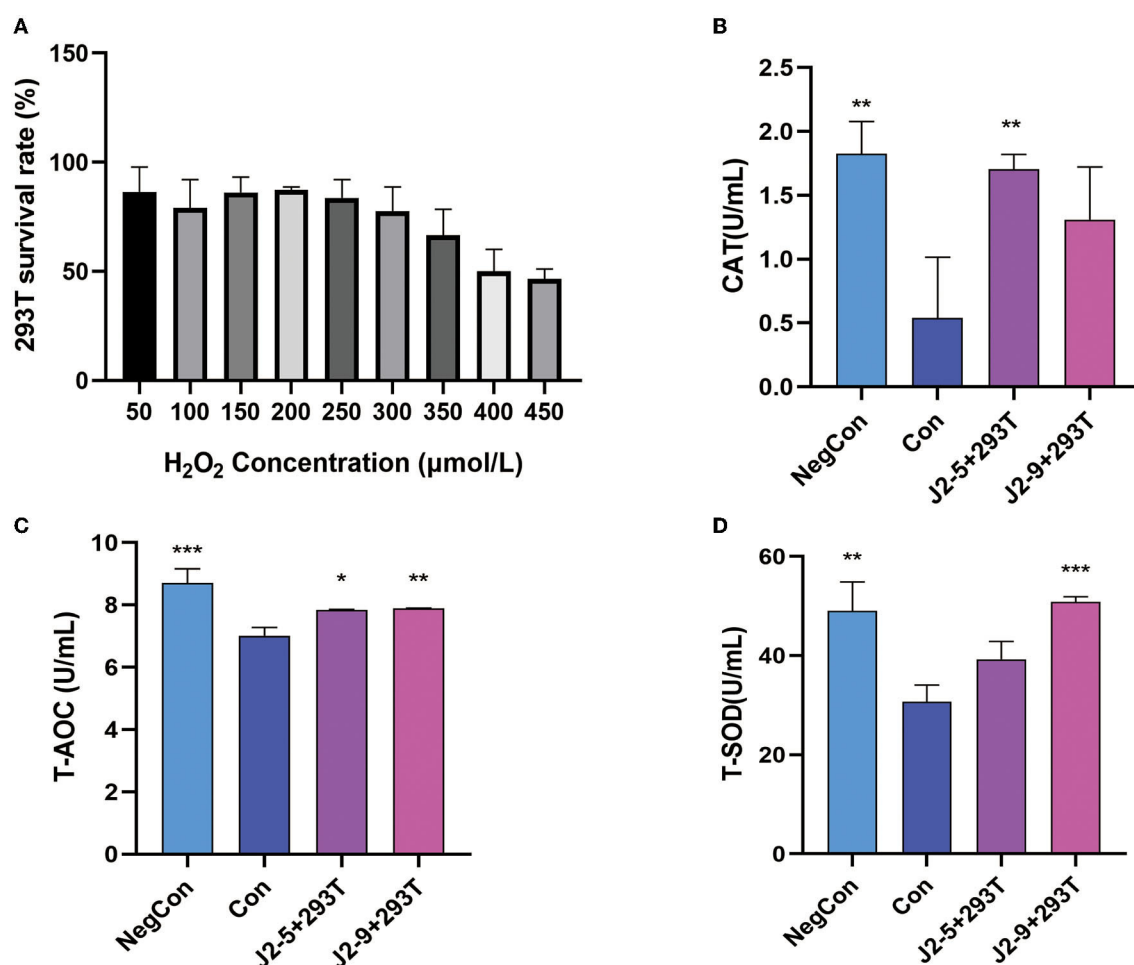 A
293T survival rate (%)
150
100
50
0
50 100 150 200 250 300 350 400 450
H₂O₂ Concentration (µmol/L)
B
CAT(U/mL)
2.5
2.0
1.5
1.0
0.5
0.0
** **
NegCon Con J2-5+293T J2-9+293T
C
T-AOC (U/mL)
10
8
6
4
2
0
*** * **
NegCon Con J2-5+293T J2-9+293T
D
T-SOD(U/mL)
60
40
20
0
** ***
NegCon Con J2-5+293T J2-9+293T